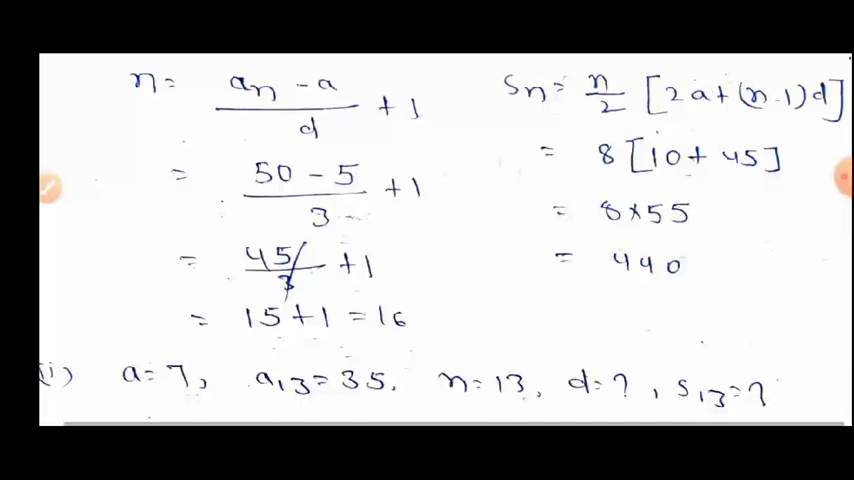 n= an -a / d +1
= 50 - 5 / 3 +1
= 45 / 3 +1
= 15+1 =16
Sn= n/2 [2a+(n-1)d]
= 8[10+45]
= 8×55
= 440
(ii) a=7, a13=35, n=13, d=?, S13=?